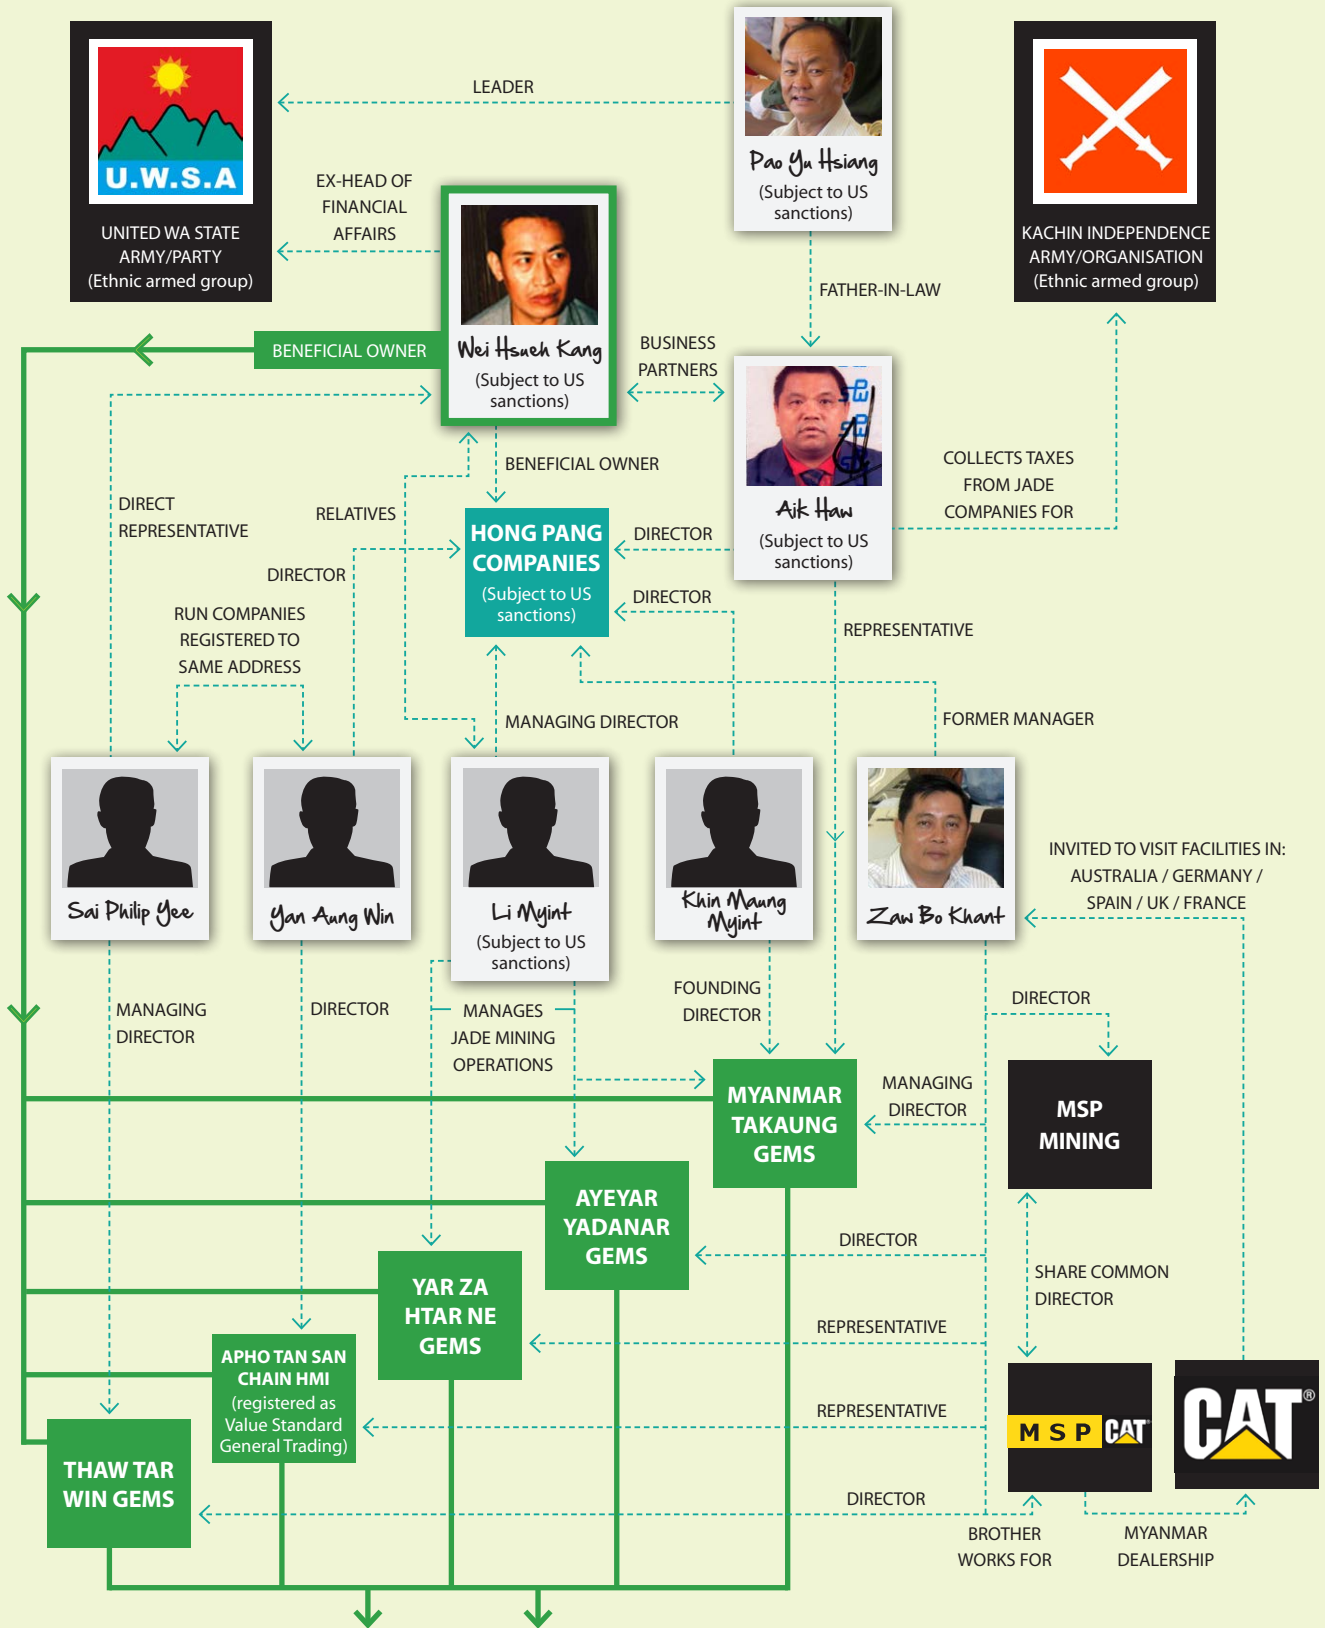 U.W.S.A
UNITED WA STATE
ARMY/PARTY
(Ethnic armed group)
LEADER
Pao Yu Hsiang
(Subject to US
sanctions)
KACHIN INDEPENDENCE
ARMY/ORGANISATION
(Ethnic armed group)
EX-HEAD OF
FINANCIAL
AFFAIRS
FATHER-IN-LAW
BENEFICIAL OWNER
Wei Hsueh Kang
(Subject to US
sanctions)
BUSINESS
PARTNERS
Aik Haw
(Subject to US
sanctions)
COLLECTS TAXES
FROM JADE
COMPANIES FOR
BENEFICIAL OWNER
DIRECT
REPRESENTATIVE
RELATIVES
HONG PANG
COMPANIES
(Subject to US
sanctions)
DIRECTOR
DIRECTOR
DIRECTOR
RUN COMPANIES
REGISTERED TO
SAME ADDRESS
REPRESENTATIVE
MANAGING DIRECTOR
FORMER MANAGER
Sai Philip Yee
Yan Aung Win
Li Myint
(Subject to US
sanctions)
Khin Maung
Myint
Zaw Bo Khant
INVITED TO VISIT FACILITIES IN:
AUSTRALIA / GERMANY /
SPAIN / UK / FRANCE
MANAGING
DIRECTOR
DIRECTOR
MANAGES
JADE MINING
OPERATIONS
FOUNDING
DIRECTOR
DIRECTOR
MYANMAR
TAKAUNG
GEMS
MANAGING
DIRECTOR
MSP
MINING
AYEYAR
YADANAR
GEMS
DIRECTOR
SHARE COMMON
DIRECTOR
YAR ZA
HTAR NE
GEMS
REPRESENTATIVE
APHO TAN SAN
CHAIN HMI
(registered as
Value Standard
General Trading)
REPRESENTATIVE
MSP CAT
CAT®
THAW TAR
WIN GEMS
DIRECTOR
BROTHER
WORKS FOR
MYANMAR
DEALERSHIP